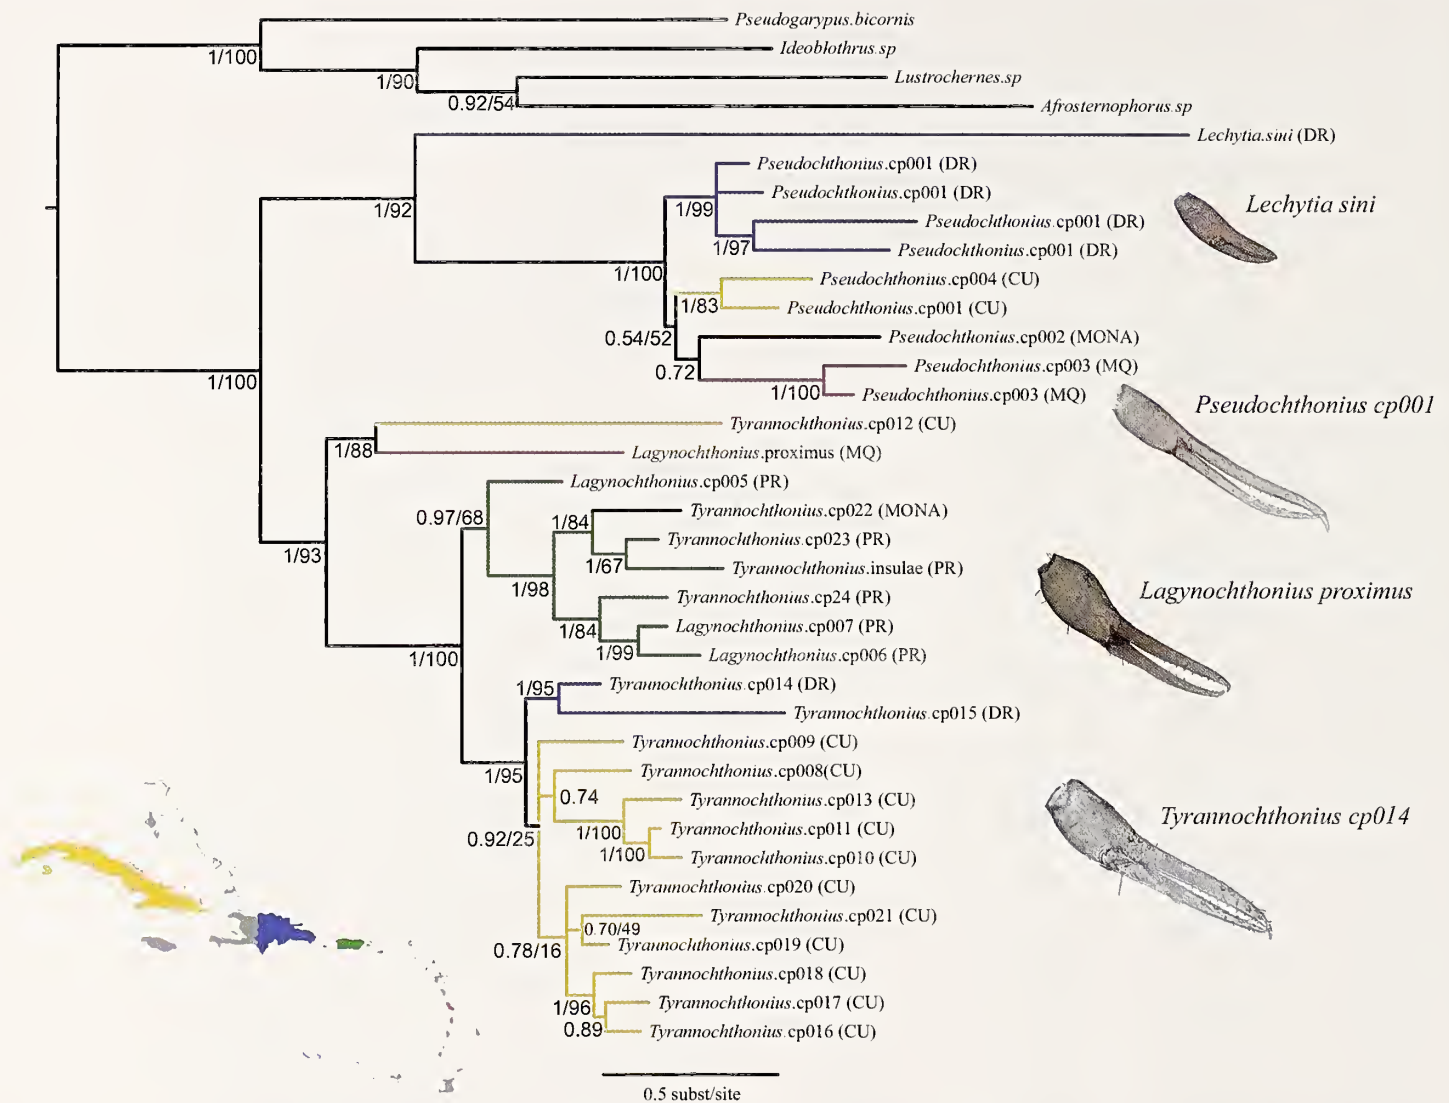 Pseudogarypus.bicornis
1/100
Ideoblothrus.sp
1/90
Lustrochernes.sp
0.92/54
Afrosternophorus.sp
Lechytia.sini (DR)
Pseudochthonius.cp001 (DR)
1/92
Pseudochthonius.cp001 (DR)
1/99
Lechytia sini
Pseudochthonius.cp001 (DR)
1/97
Pseudochthonius.cp001 (DR)
1/100
Pseudochthonius.cp004 (CU)
1/83
Pseudochthonius.cp001 (CU)
0.54/52
Pseudochthonius.cp002 (MONA)
0.72
Pseudochthonius.cp003 (MQ)
1/100
1/100
Pseudochthonius.cp003 (MQ)
Pseudochthonius cp001
Tyrannochthonius.cp012 (CU)
1/88
Lagynochthonius.proximus (MQ)
Lagynochthonius.cp005 (PR)
0.97/68
1/84
Tyrannochthonius.cp022 (MONA)
Tyrannochthonius.cp023 (PR)
1/93
1/67
Tyrannochthonius.insulae (PR)
1/98
Lagynochthonius proximus
Tyrannochthonius.cp24 (PR)
1/84
Lagynochthonius.cp007 (PR)
1/99
Lagynochthonius.cp006 (PR)
1/100
1/95
Tyrannochthonius.cp014 (DR)
Tyrannochthonius.cp015 (DR)
Tyrannochthonius.cp009 (CU)
1/95
Tyrannochthonius.cp008(CU)
0.74
Tyrannochthonius.cp013 (CU)
Tyrannochthonius cp014
1/100
Tyrannochthonius.cp011 (CU)
0.92/25
1/100
Tyrannochthonius.cp010 (CU)
Tyrannochthonius.cp020 (CU)
Tyrannochthonius.cp021 (CU)
0.70/49
Tyrannochthonius.cp019 (CU)
0.78/16
Tyrannochthonius.cp018 (CU)
1/96
Tyrannochthonius.cp017 (CU)
0.89
Tyrannochthonius.cp016 (CU)
0.5 subst/site